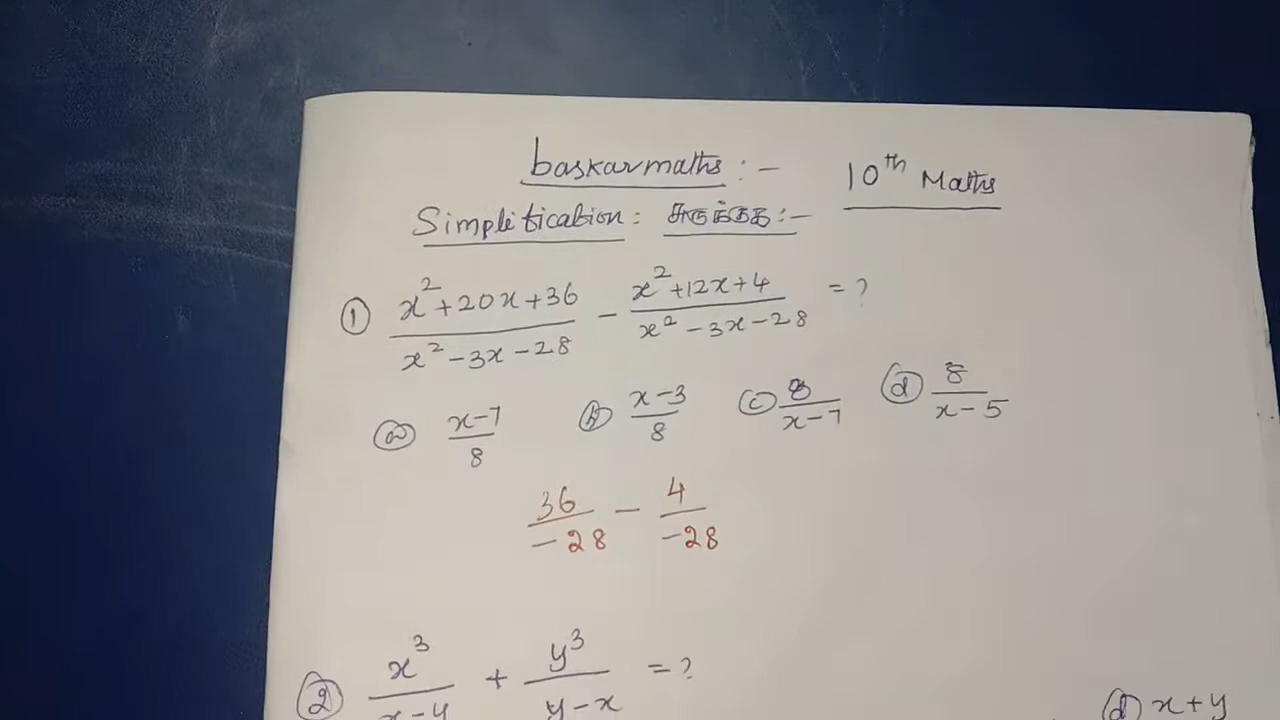 baskarmaths :- 10th Maths
Simplification : சுருக்குக :-
① (x²+20x+36)/(x²-3x-28) - (x²+12x+4)/(x²-3x-28) = ?
ⓐ (x-7)/8 ⓑ (x-3)/8 ⓒ 8/(x-7) ⓓ 8/(x-5)
36/-28 - 4/-28
② x³/(x-y) + y³/(y-x) = ?
ⓓ x+y